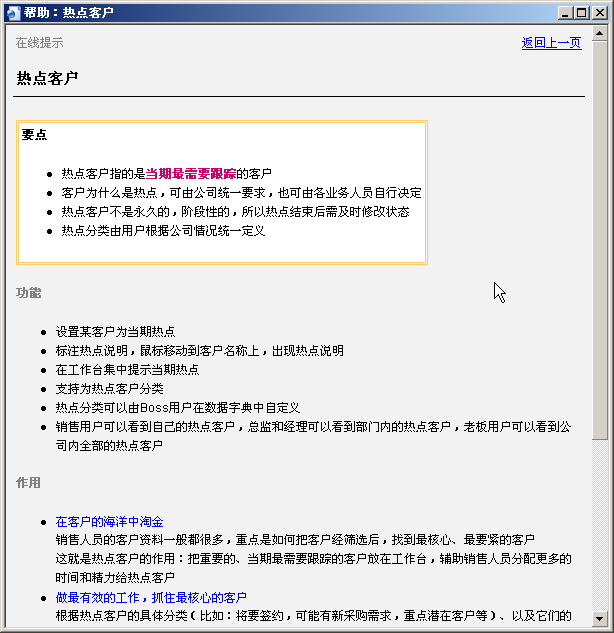 帮助：热点客户
在线提示
返回上一页
热点客户
要点
热点客户指的是当期最需要跟踪的客户
客户为什么是热点，可由公司统一要求，也可由各业务人员自行决定
热点客户不是永久的，阶段性的，所以热点结束后需及时修改状态
热点分类由用户根据公司情况统一定义
功能
设置某客户为当期热点
标注热点说明，鼠标移动到客户名称上，出现热点说明
在工作台集中提示当期热点
支持为热点客户分类
热点分类可以由Boss用户在数据字典中自定义
销售用户可以看到自己的热点客户，总监和经理可以看到部门内的热点客户，老板用户可以看到公
司内全部的热点客户
作用
在客户的海洋中淘金
销售人员的客户资料一般都很多，重点是如何把客户经筛选后，找到最核心、最要紧的客户
这就是热点客户的作用：把重要的、当期最需要跟踪的客户放在工作台，辅助销售人员分配更多的
时间和精力给热点客户
做最有效的工作，抓住最核心的客户
根据热点客户的具体分类（比如：将要签约，可能有新采购需求，重点潜在客户等）、以及它们的